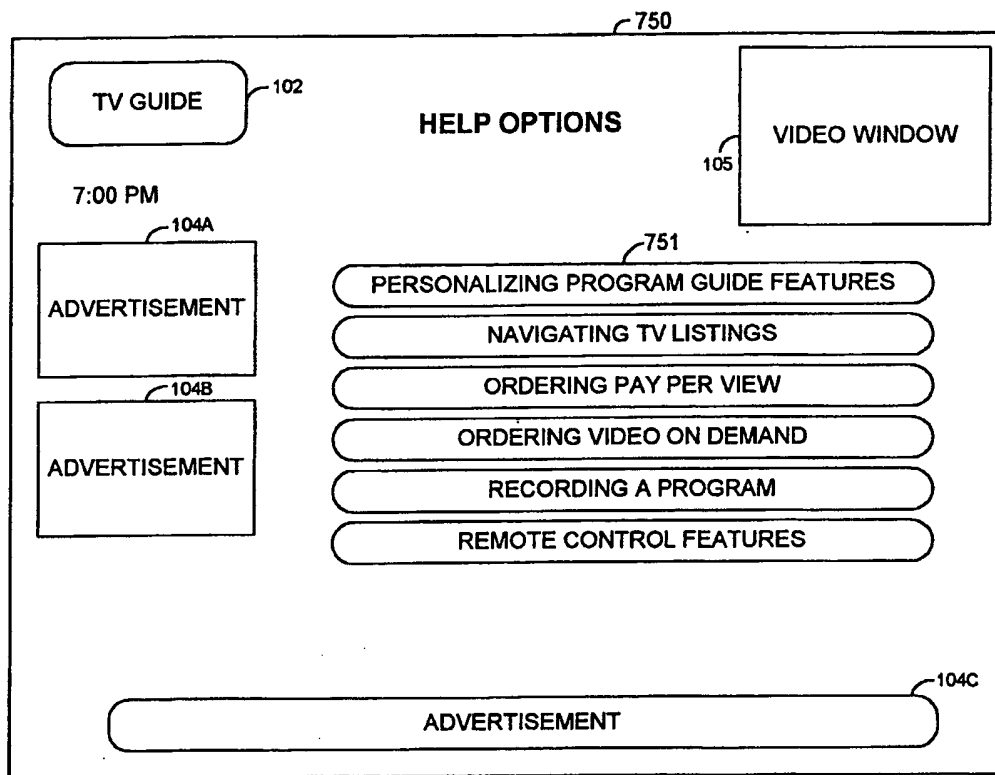 750
TV GUIDE
102
HELP OPTIONS
105
VIDEO WINDOW
7:00 PM
104A
ADVERTISEMENT
104B
ADVERTISEMENT
751
PERSONALIZING PROGRAM GUIDE FEATURES
NAVIGATING TV LISTINGS
ORDERING PAY PER VIEW
ORDERING VIDEO ON DEMAND
RECORDING A PROGRAM
REMOTE CONTROL FEATURES
104C
ADVERTISEMENT